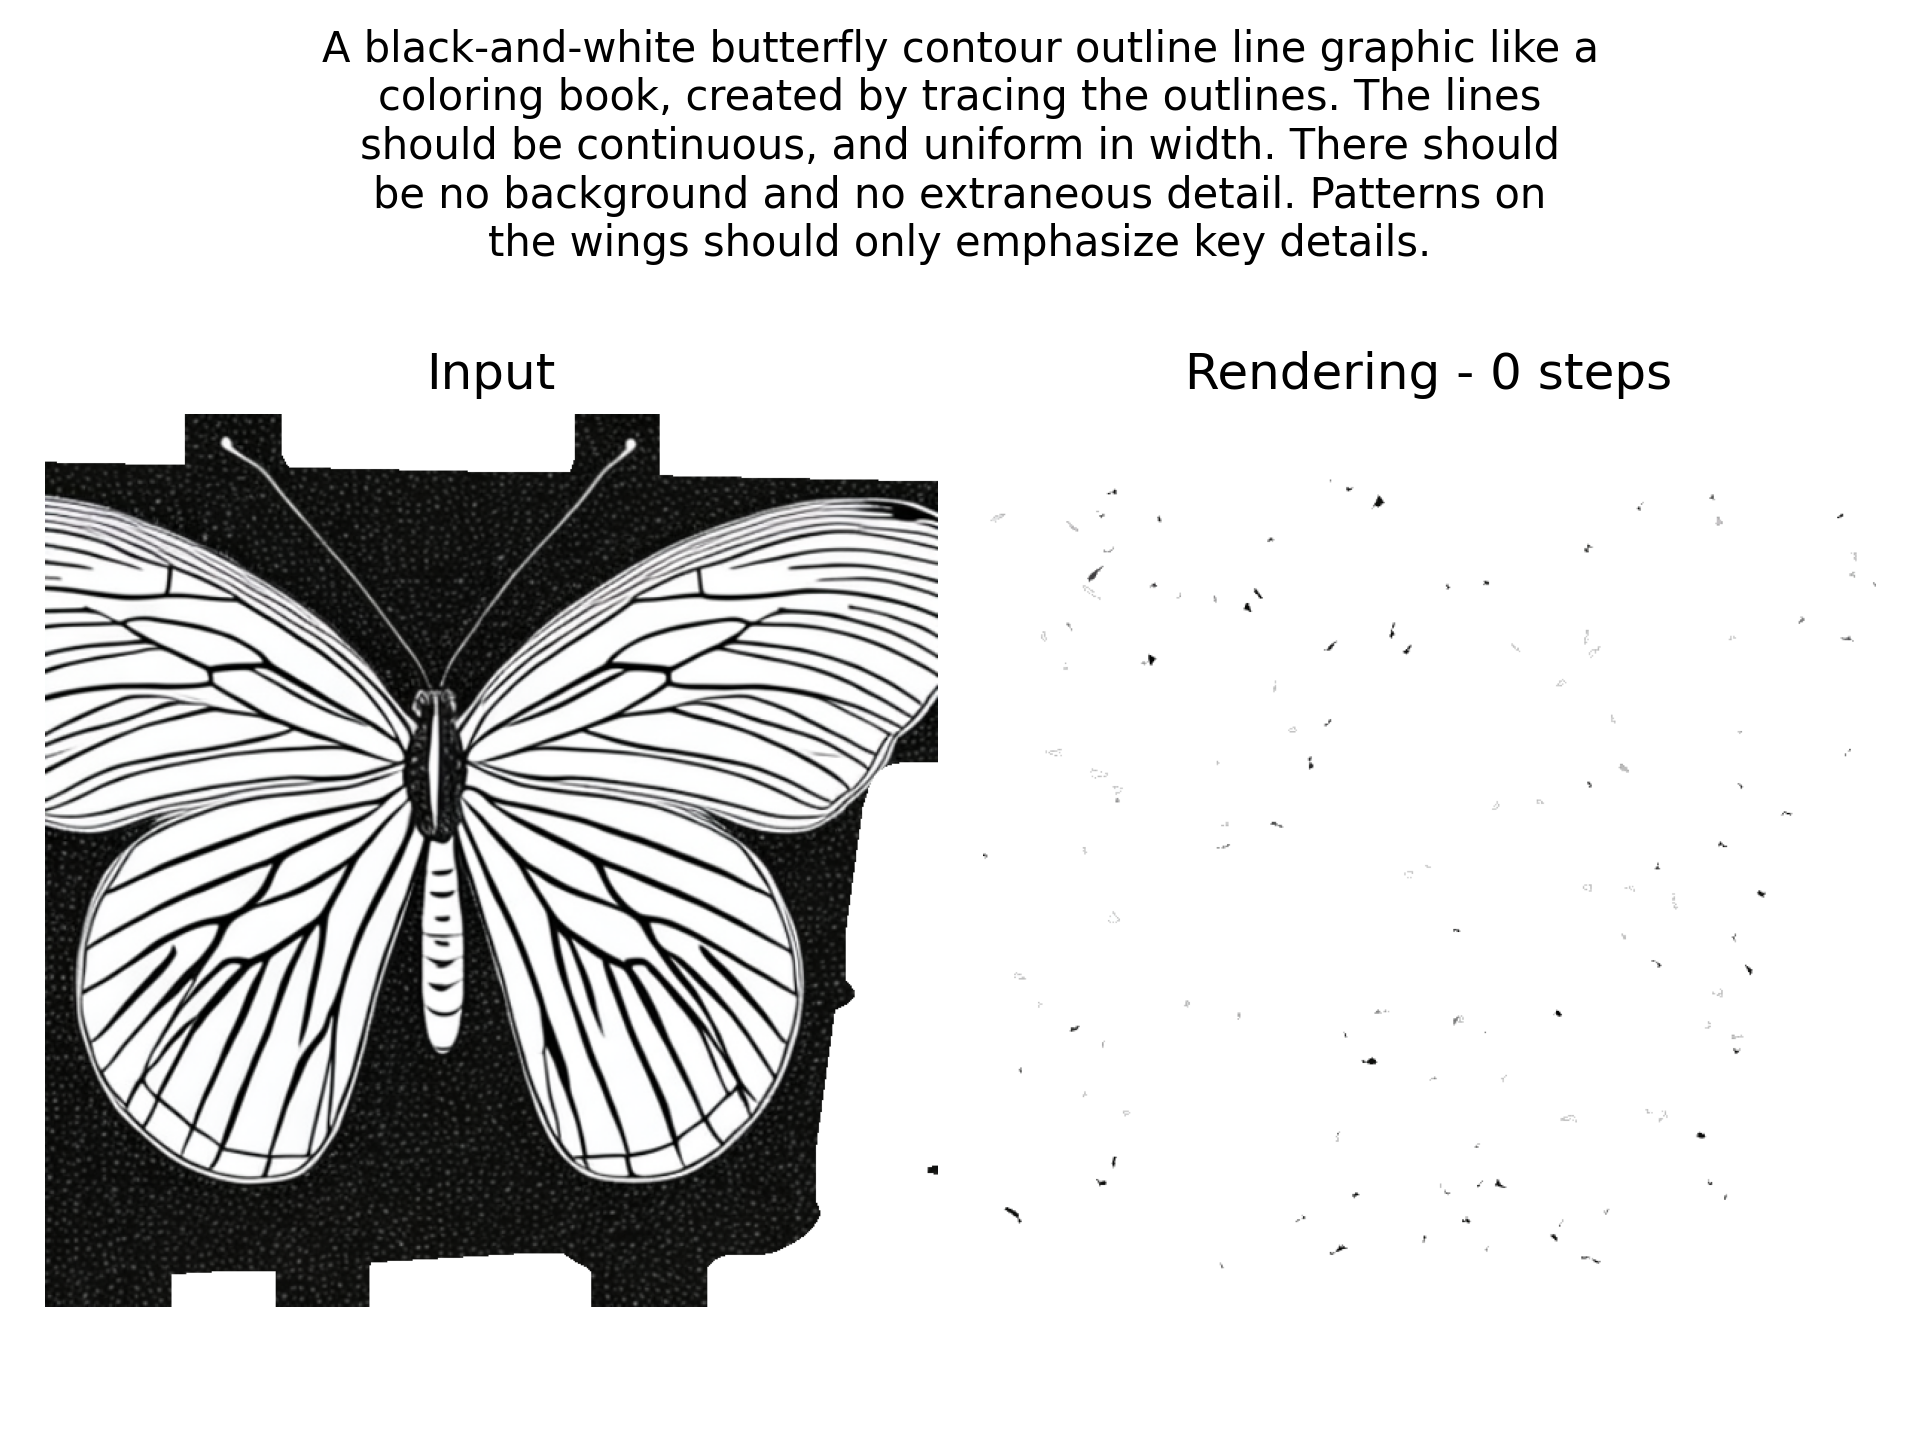 A black-and-white butterfly contour outline line graphic like a
coloring book, created by tracing the outlines. The lines
should be continuous, and uniform in width. There should
be no background and no extraneous detail. Patterns on
the wings should only emphasize key details.
Input
Rendering - 0 steps